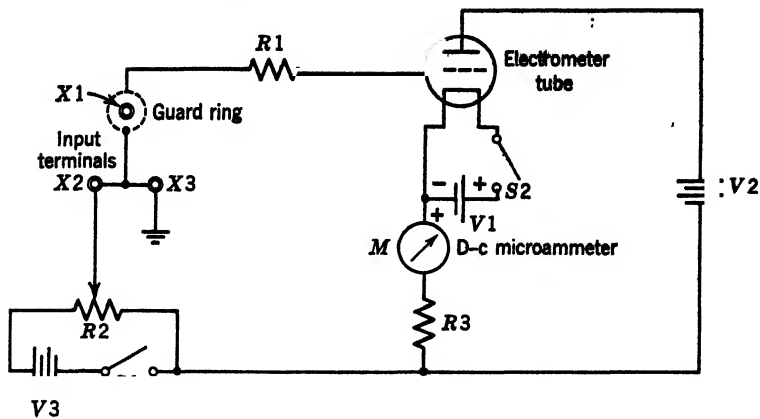 R1
Electrometer
tube
X1
Guard ring
Input
terminals
X2
X3
S2
V2
- +
V1
+
M
D-c microammeter
R2
R3
V3